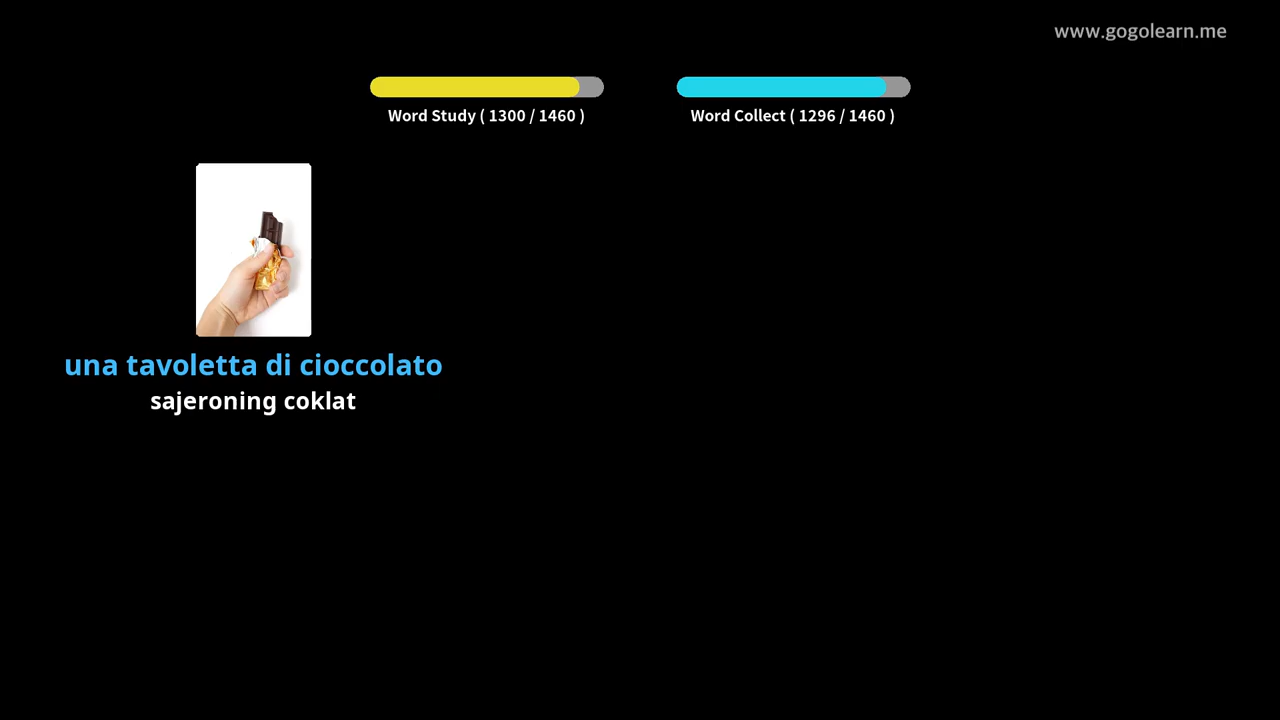 www.gogolearn.me
Word Study ( 1300 / 1460 )
Word Collect ( 1296 / 1460 )
una tavoletta di cioccolato
sajeroning coklat